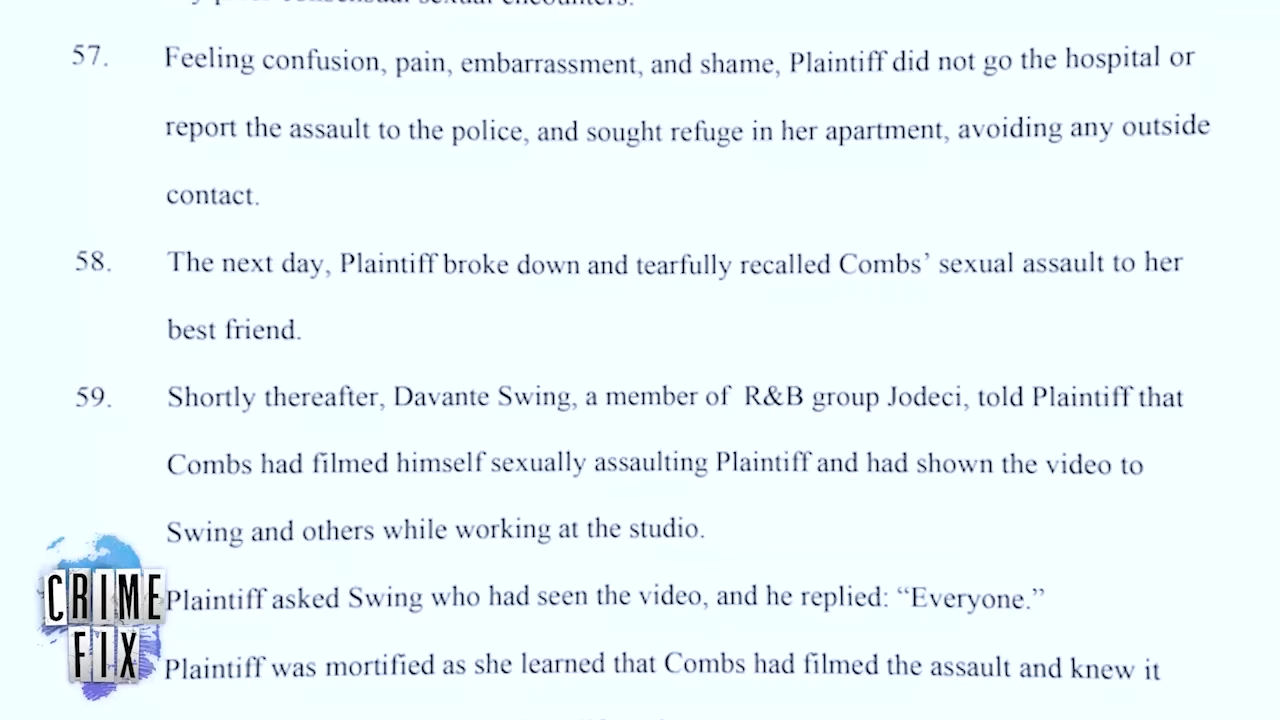 consensual sexual encounters.
57. Feeling confusion, pain, embarrassment, and shame, Plaintiff did not go the hospital or
report the assault to the police, and sought refuge in her apartment, avoiding any outside
contact.
58. The next day, Plaintiff broke down and tearfully recalled Combs’ sexual assault to her
best friend.
59. Shortly thereafter, Davante Swing, a member of R&B group Jodeci, told Plaintiff that
Combs had filmed himself sexually assaulting Plaintiff and had shown the video to
Swing and others while working at the studio.
Plaintiff asked Swing who had seen the video, and he replied: “Everyone.”
Plaintiff was mortified as she learned that Combs had filmed the assault and knew it
CRIME
FIX